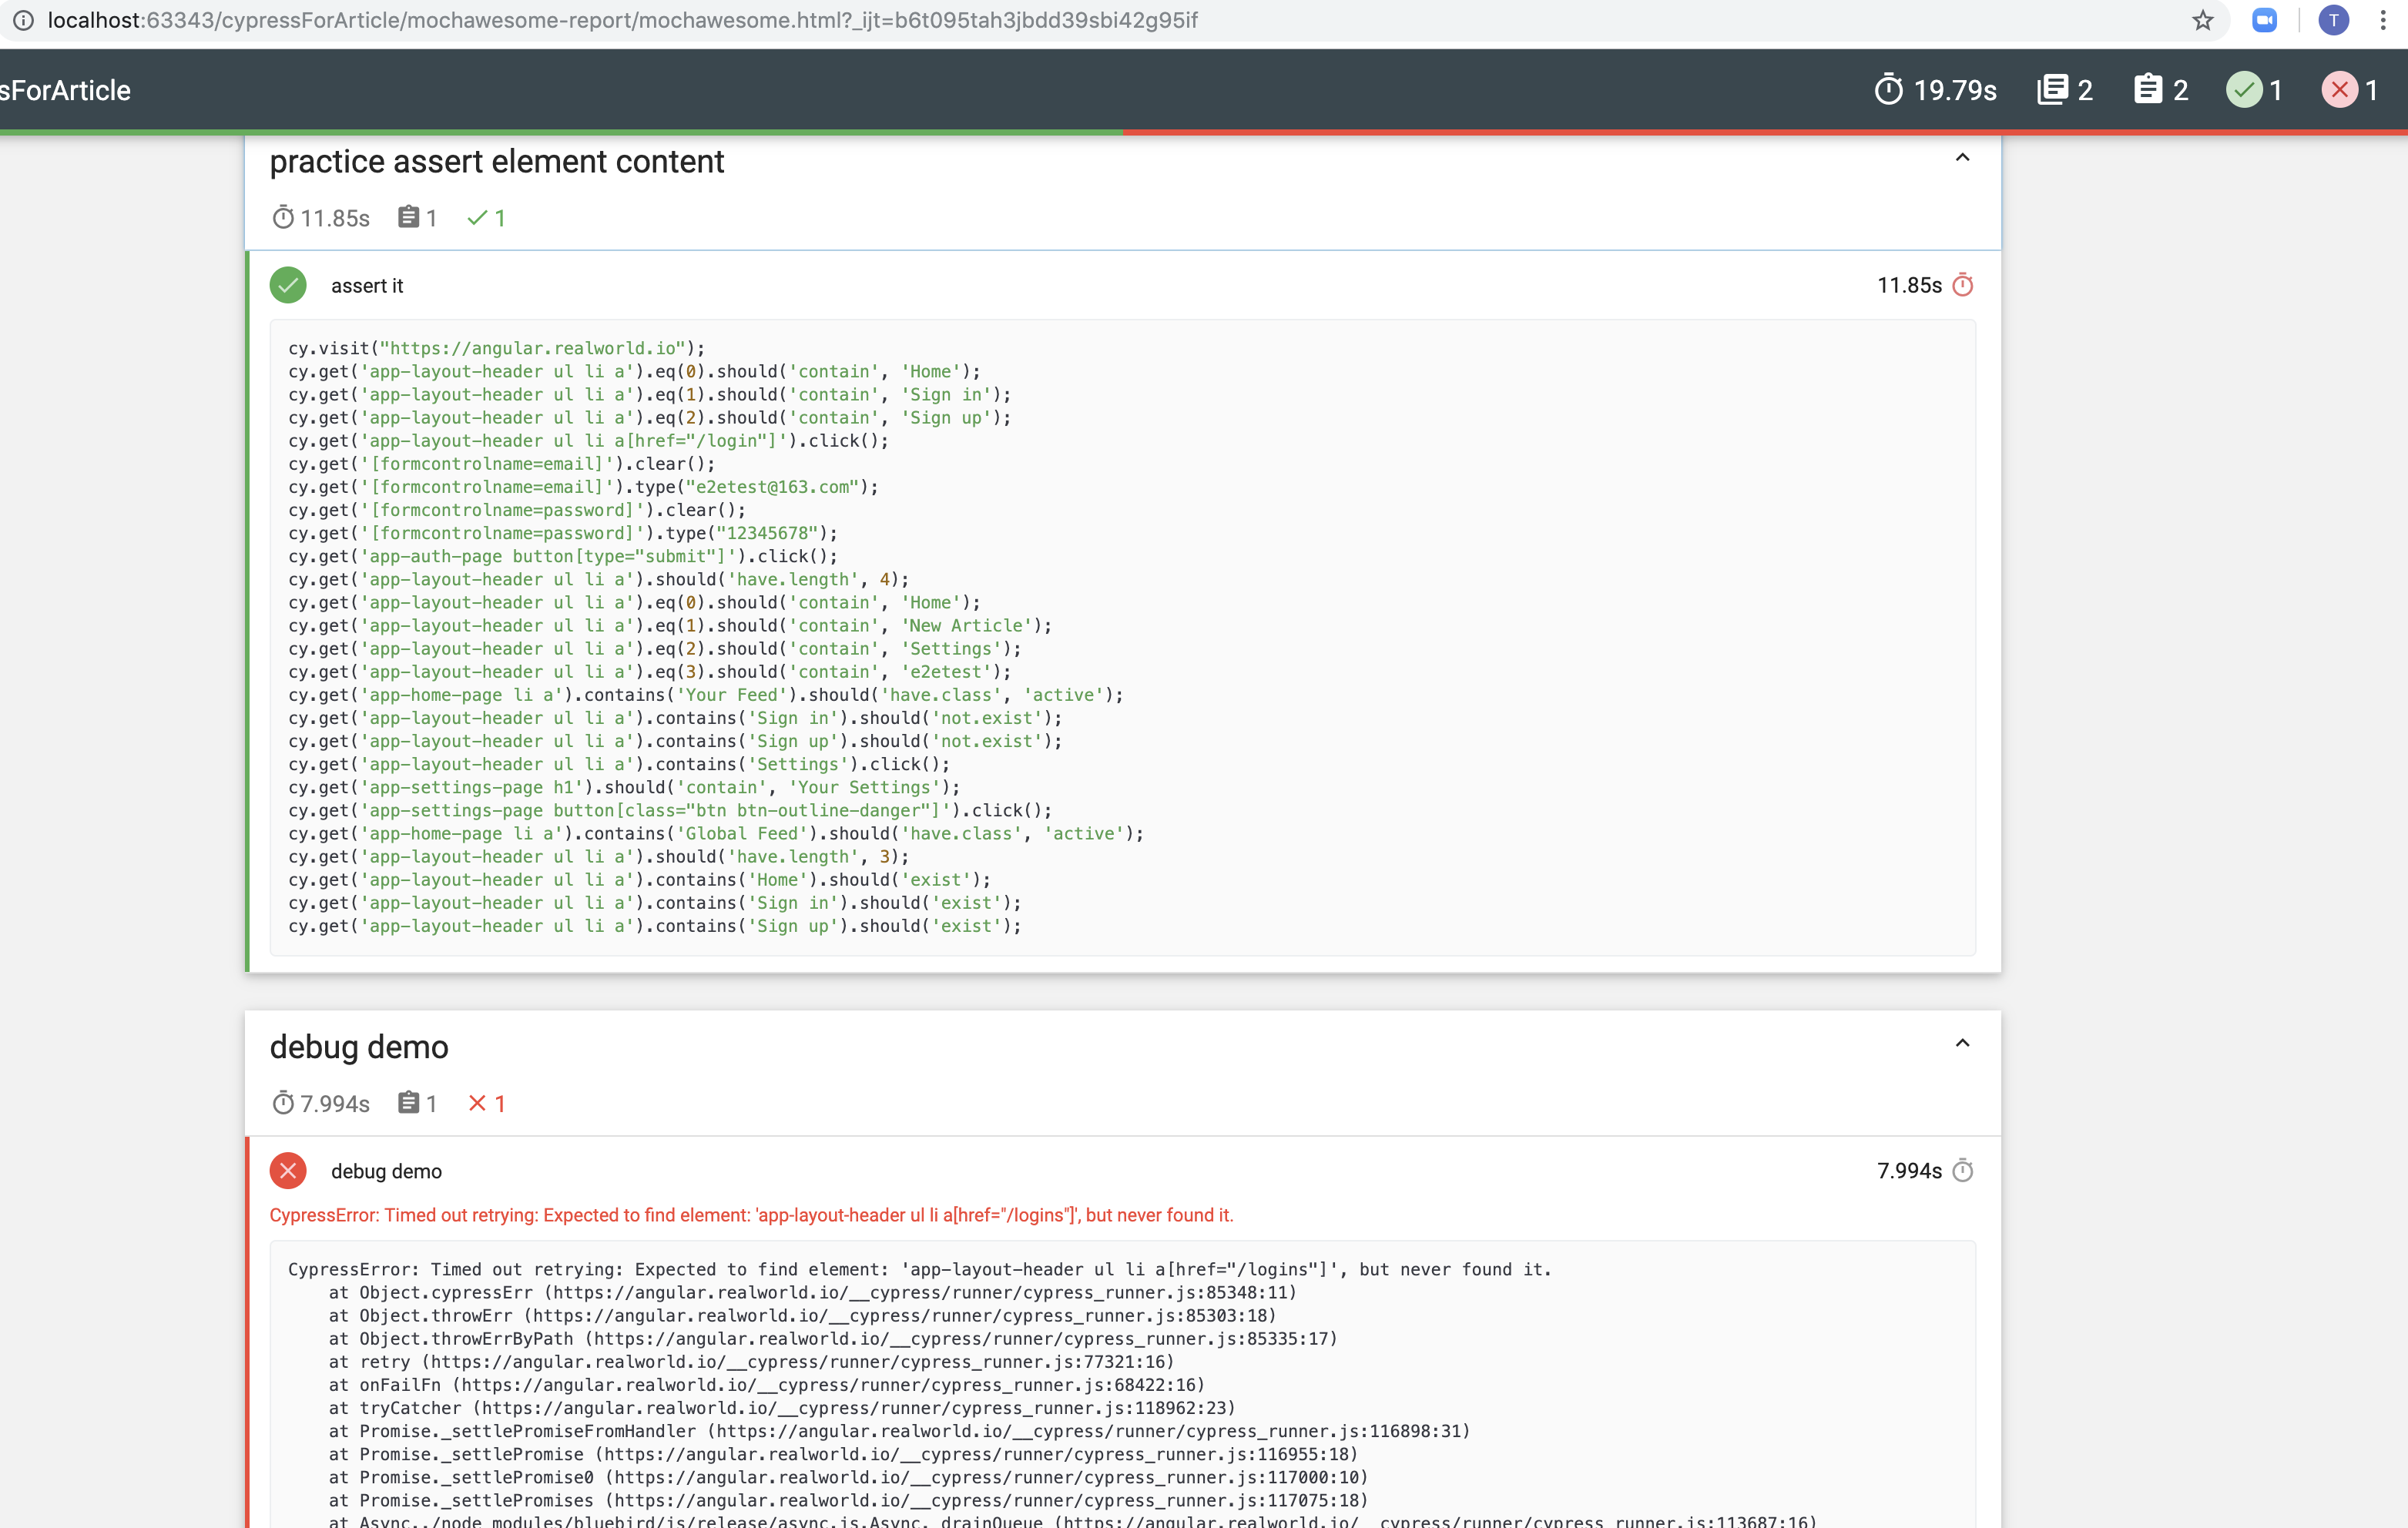 localhost:63343/cypressForArticle/mochawesome-report/mochawesome.html?_ijt=b6t095tah3jbdd39sbi42g95if
T
sForArticle
19.79s 2 2 1 1
practice assert element content
11.85s 1 1
assert it
11.85s
cy.visit("https://angular.realworld.io");
cy.get('app-layout-header ul li a').eq(0).should('contain', 'Home');
cy.get('app-layout-header ul li a').eq(1).should('contain', 'Sign in');
cy.get('app-layout-header ul li a').eq(2).should('contain', 'Sign up');
cy.get('app-layout-header ul li a[href="/login"]').click();
cy.get('[formcontrolname=email]').clear();
cy.get('[formcontrolname=email]').type("e2etest@163.com");
cy.get('[formcontrolname=password]').clear();
cy.get('[formcontrolname=password]').type("12345678");
cy.get('app-auth-page button[type="submit"]').click();
cy.get('app-layout-header ul li a').should('have.length', 4);
cy.get('app-layout-header ul li a').eq(0).should('contain', 'Home');
cy.get('app-layout-header ul li a').eq(1).should('contain', 'New Article');
cy.get('app-layout-header ul li a').eq(2).should('contain', 'Settings');
cy.get('app-layout-header ul li a').eq(3).should('contain', 'e2etest');
cy.get('app-home-page li a').contains('Your Feed').should('have.class', 'active');
cy.get('app-layout-header ul li a').contains('Sign in').should('not.exist');
cy.get('app-layout-header ul li a').contains('Sign up').should('not.exist');
cy.get('app-layout-header ul li a').contains('Settings').click();
cy.get('app-settings-page h1').should('contain', 'Your Settings');
cy.get('app-settings-page button[class="btn btn-outline-danger"]').click();
cy.get('app-home-page li a').contains('Global Feed').should('have.class', 'active');
cy.get('app-layout-header ul li a').should('have.length', 3);
cy.get('app-layout-header ul li a').contains('Home').should('exist');
cy.get('app-layout-header ul li a').contains('Sign in').should('exist');
cy.get('app-layout-header ul li a').contains('Sign up').should('exist');
debug demo
7.994s 1 1
debug demo
7.994s
CypressError: Timed out retrying: Expected to find element: 'app-layout-header ul li a[href="/logins"]', but never found it.
CypressError: Timed out retrying: Expected to find element: 'app-layout-header ul li a[href="/logins"]', but never found it.
at Object.cypressErr (https://angular.realworld.io/__cypress/runner/cypress_runner.js:85348:11)
at Object.throwErr (https://angular.realworld.io/__cypress/runner/cypress_runner.js:85303:18)
at Object.throwErrByPath (https://angular.realworld.io/__cypress/runner/cypress_runner.js:85335:17)
at retry (https://angular.realworld.io/__cypress/runner/cypress_runner.js:77321:16)
at onFailFn (https://angular.realworld.io/__cypress/runner/cypress_runner.js:68422:16)
at tryCatcher (https://angular.realworld.io/__cypress/runner/cypress_runner.js:118962:23)
at Promise._settlePromiseFromHandler (https://angular.realworld.io/__cypress/runner/cypress_runner.js:116898:31)
at Promise._settlePromise (https://angular.realworld.io/__cypress/runner/cypress_runner.js:116955:18)
at Promise._settlePromise0 (https://angular.realworld.io/__cypress/runner/cypress_runner.js:117000:10)
at Promise._settlePromises (https://angular.realworld.io/__cypress/runner/cypress_runner.js:117075:18)
at Async../node_modules/bluebird/js/release/async.js.Async._drainQueue (https://angular.realworld.io/__cypress/runner/cypress_runner.js:113687:16)